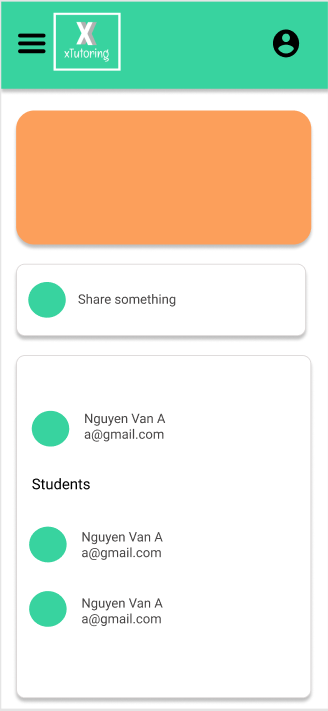 X
xTutoring
Share something
Nguyen Van A
a@gmail.com
Students
Nguyen Van A
a@gmail.com
Nguyen Van A
a@gmail.com